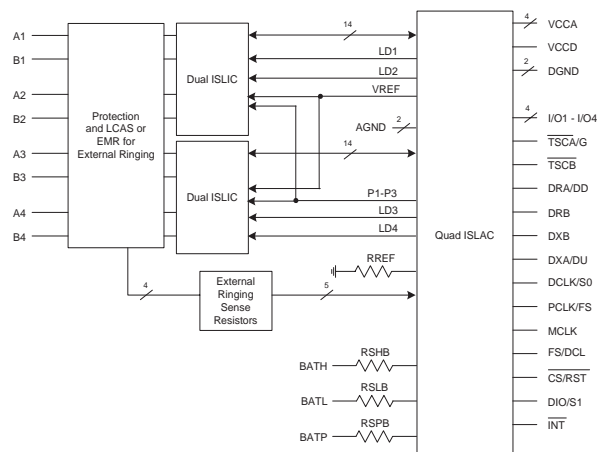 A1
B1
A2
B2
A3
B3
A4
B4
Protection
and LCAS or
EMR for
External Ringing
Dual ISLIC
Dual ISLIC
14
LD1
LD2
VREF
2
AGND
14
P1-P3
LD3
LD4
RREF
4
External
Ringing
Sense
Resistors
5
BATH
RSHB
BATL
RSLB
BATP
RSPB
Quad ISLAC
4
VCCA
VCCD
2
DGND
4
I/O1 - I/O4
TSCA/G
TSCB
DRA/DD
DRB
DXB
DXA/DU
DCLK/S0
PCLK/FS
MCLK
FS/DCL
CS/RST
DIO/S1
INT